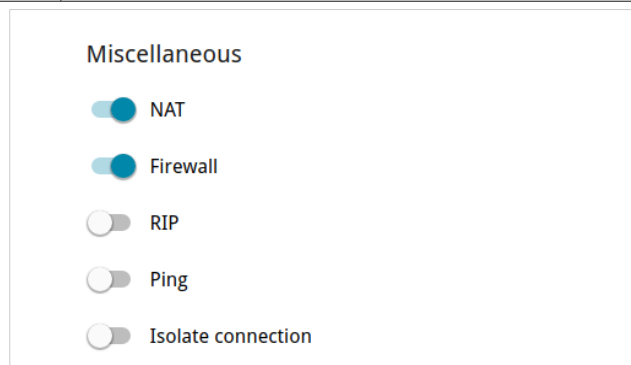 Miscellaneous
NAT
Firewall
RIP
Ping
Isolate connection